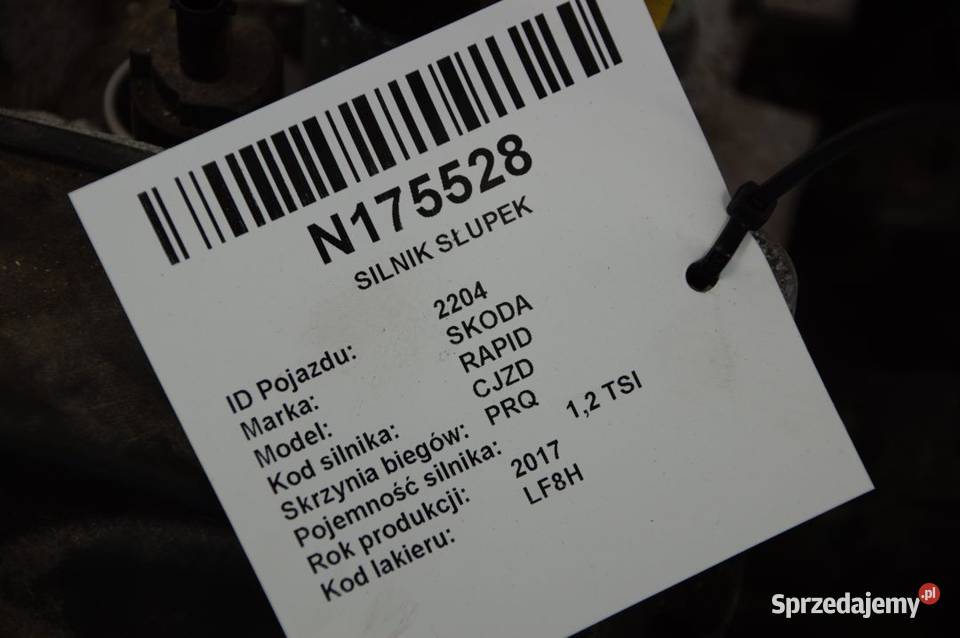 N175528
SILNIK SŁUPEK
ID Pojazdu: 2204
Marka: SKODA
Model: RAPID
Kod silnika: CJZD
Skrzynia biegów: PRQ
Pojemność silnika: 1,2 TSI
Rok produkcji: 2017
Kod lakieru: LF8H
Sprzedajemy.pl